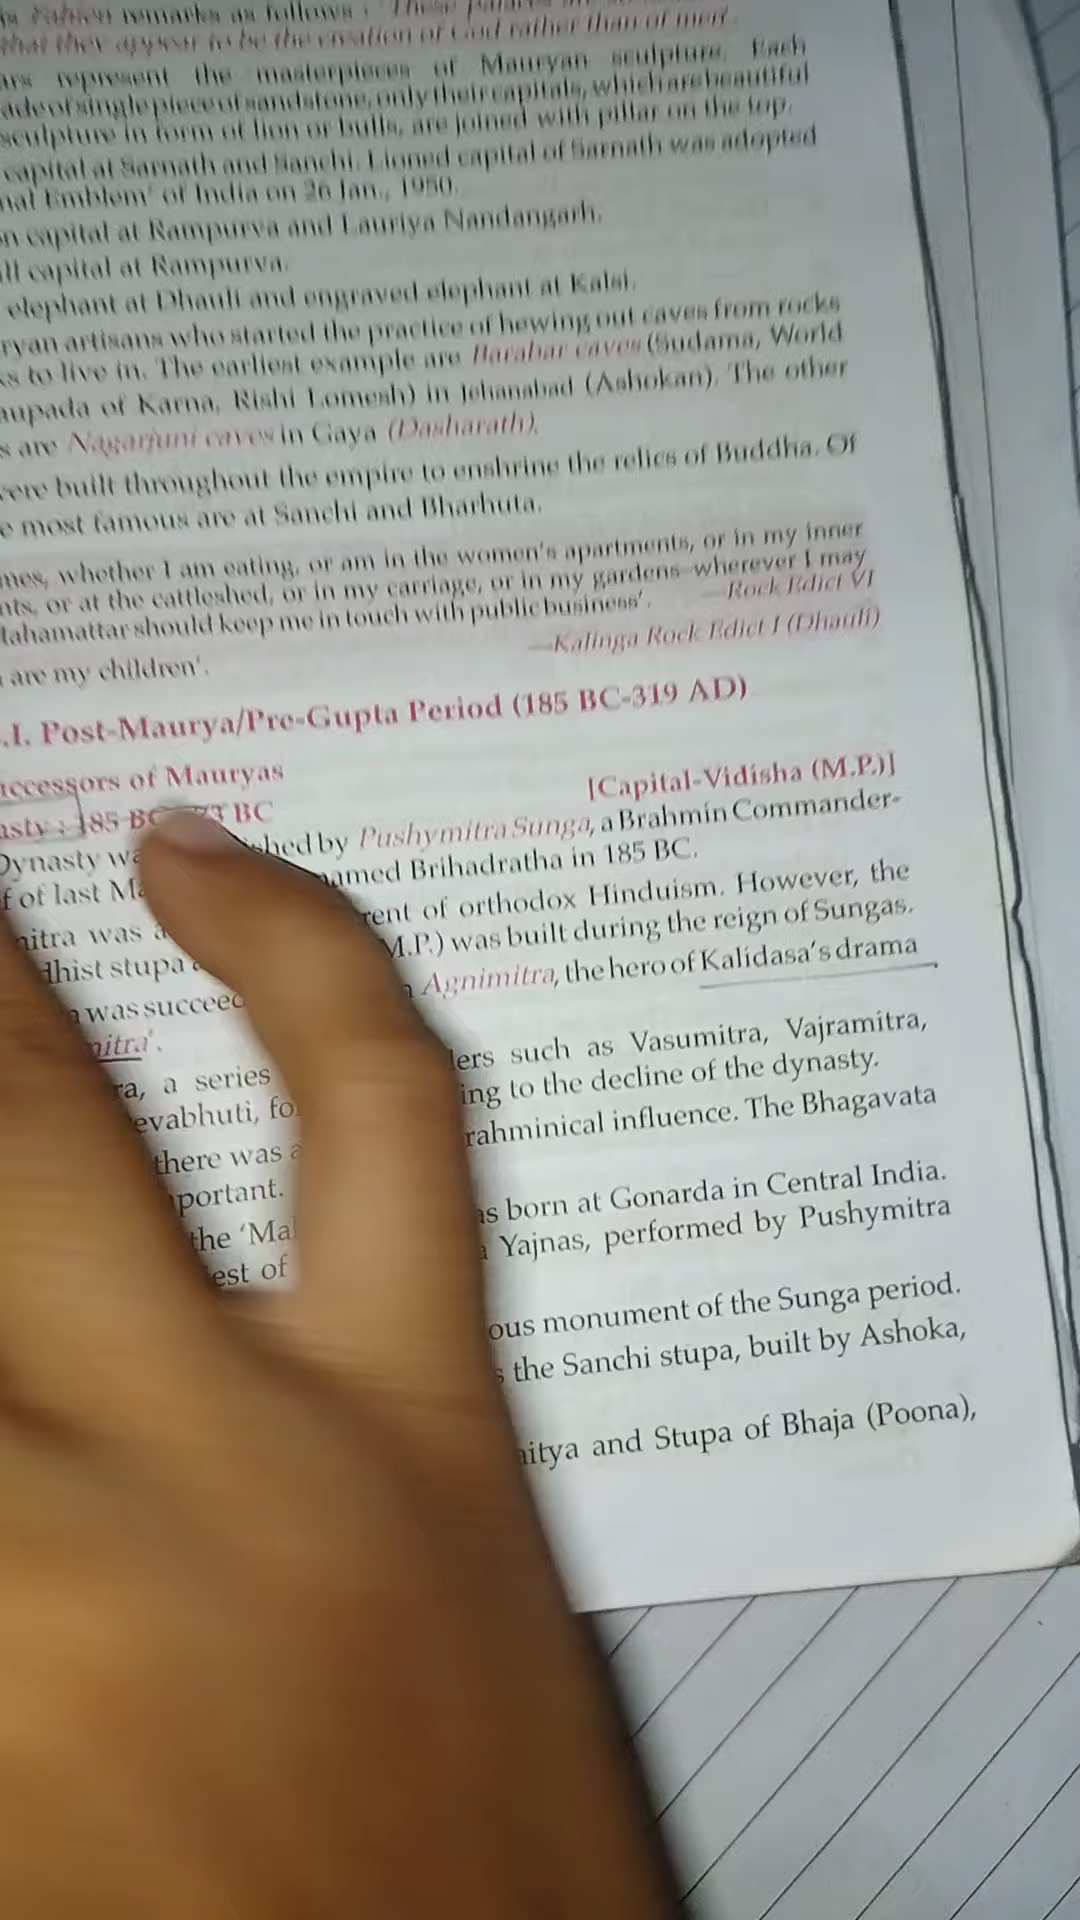 Fahien remarks as follows : 'These palaces are so
that they appear to be the creation of God rather than of men'.
ars represent the masterpieces of Mauryan sculpture. Each
ade of single piece of sandstone, only their capitals, which are beautiful
sculpture in form of lion or bulls, are joined with pillar on the top.
capital at Sarnath and Sanchi. Lioned capital of Sarnath was adopted
nal Emblem' of India on 26 Jan., 1950.
on capital at Rampurva and Lauriya Nandangarh.
ll capital at Rampurva.
elephant at Dhauli and engraved elephant at Kalsi.
ryan artisans who started the practice of hewing out caves from rocks
ks to live in. The earliest example are Barabar caves (Sudama, World
aupada of Karna, Rishi Lomesh) in Jehanabad (Ashokan). The other
s are Nagarjuni caves in Gaya (Dasharath).
were built throughout the empire to enshrine the relics of Buddha. Of
e most famous are at Sanchi and Bharhuta.
mes, whether I am eating, or am in the women's apartments, or in my inner
nts, or at the cattleshed, or in my carriage, or in my gardens–wherever I may
Mahamattar should keep me in touch with public business'. —Rock Edict VI
are my children'. —Kalinga Rock Edict I (Dhauli)
.I. Post-Maurya/Pre-Gupta Period (185 BC-319 AD)
uccessors of Mauryas
asty : 185 BC 73 BC [Capital-Vidisha (M.P.)]
Dynasty wa shed by Pushymitra Sunga, a Brahmin Commander-
f of last Ma named Brihadratha in 185 BC.
mitra was a rent of orthodox Hinduism. However, the
dhist stupa M.P.) was built during the reign of Sungas.
a was succeed n Agnimitra, the hero of Kalidasa's drama
mitra'.
ra, a series lers such as Vasumitra, Vajramitra,
evabhuti, fo ing to the decline of the dynasty.
there was a rahminical influence. The Bhagavata
portant.
the 'Ma as born at Gonarda in Central India.
est of a Yajnas, performed by Pushymitra
ous monument of the Sunga period.
s the Sanchi stupa, built by Ashoka,
aitya and Stupa of Bhaja (Poona),